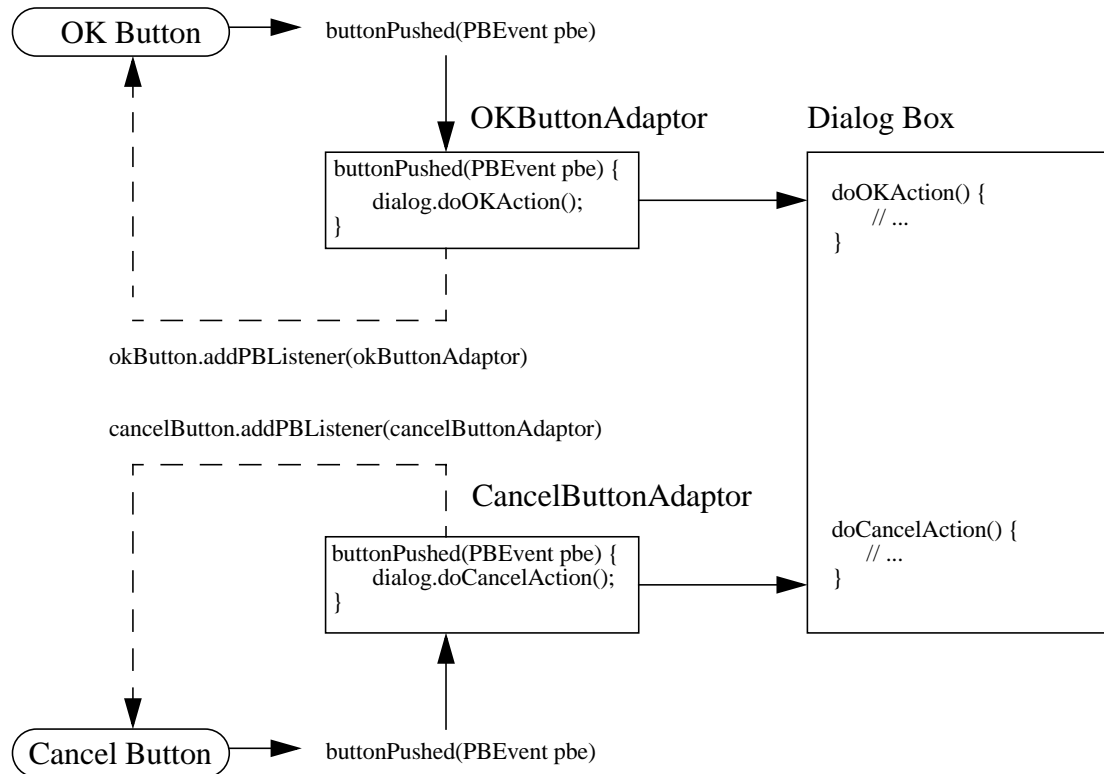 OK Button
buttonPushed(PBEvent pbe)
OKButtonAdaptor
Dialog Box
buttonPushed(PBEvent pbe) {
dialog.doOKAction();
}
doOKAction() {
// ...
}
okButton.addPBListener(okButtonAdaptor)
cancelButton.addPBListener(cancelButtonAdaptor)
CancelButtonAdaptor
buttonPushed(PBEvent pbe) {
dialog.doCancelAction();
}
doCancelAction() {
// ...
}
Cancel Button
buttonPushed(PBEvent pbe)